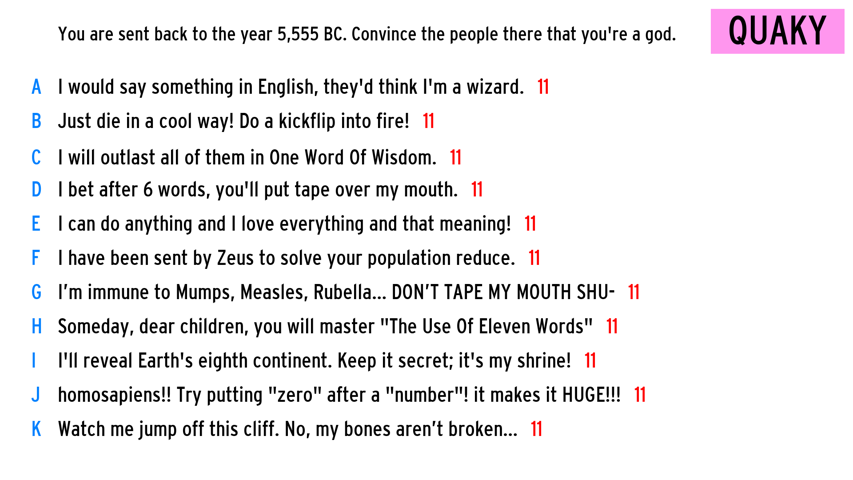 You are sent back to the year 5,555 BC. Convince the people there that you're a god.
QUAKY
A I would say something in English, they'd think I'm a wizard. 11
B Just die in a cool way! Do a kickflip into fire! 11
C I will outlast all of them in One Word Of Wisdom. 11
D I bet after 6 words, you'll put tape over my mouth. 11
E I can do anything and I love everything and that meaning! 11
F I have been sent by Zeus to solve your population reduce. 11
G I’m immune to Mumps, Measles, Rubella... DON’T TAPE MY MOUTH SHU- 11
H Someday, dear children, you will master "The Use Of Eleven Words" 11
I I'll reveal Earth's eighth continent. Keep it secret; it's my shrine! 11
J homosapiens!! Try putting "zero" after a "number"! it makes it HUGE!!! 11
K Watch me jump off this cliff. No, my bones aren’t broken... 11